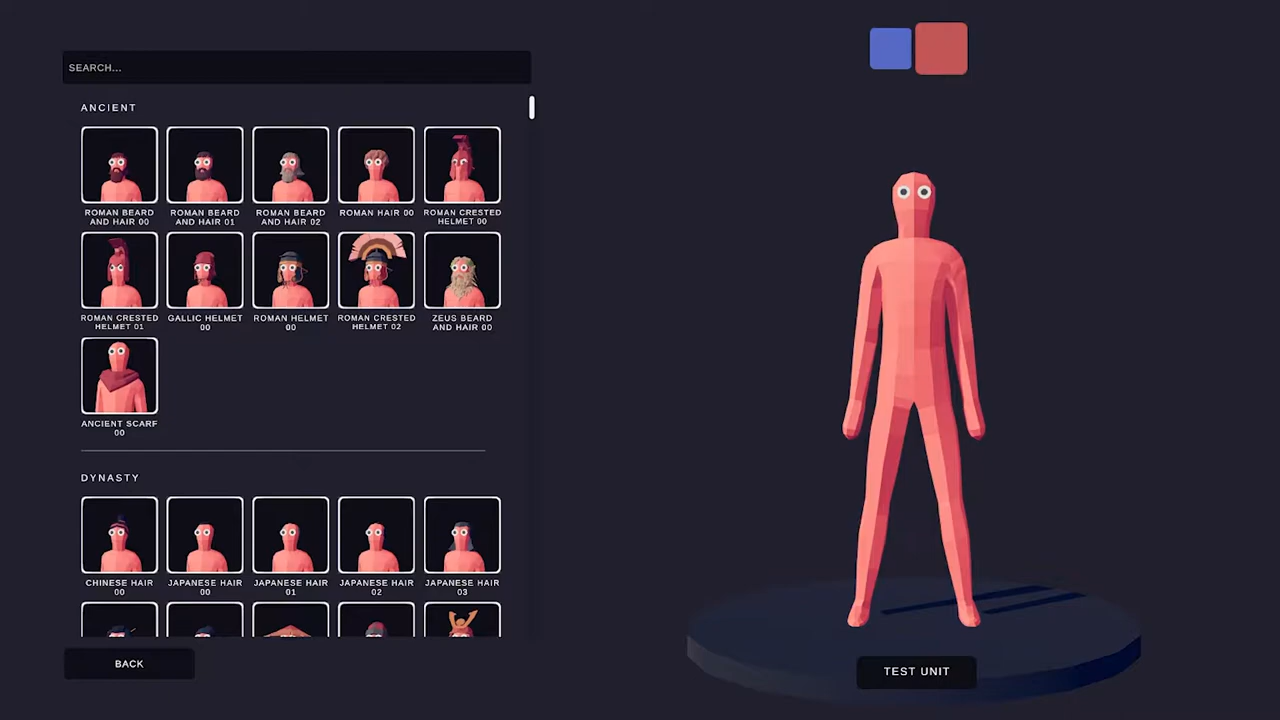 SEARCH...
ANCIENT
ROMAN BEARD AND HAIR 00
ROMAN BEARD AND HAIR 01
ROMAN BEARD AND HAIR 02
ROMAN HAIR 00
ROMAN CRESTED HELMET 00
ROMAN CRESTED HELMET 01
GALLIC HELMET 00
ROMAN HELMET 00
ROMAN CRESTED HELMET 02
ZEUS BEARD AND HAIR 00
ANCIENT SCARF 00
DYNASTY
CHINESE HAIR 00
JAPANESE HAIR 00
JAPANESE HAIR 01
JAPANESE HAIR 02
JAPANESE HAIR 03
BACK
TEST UNIT